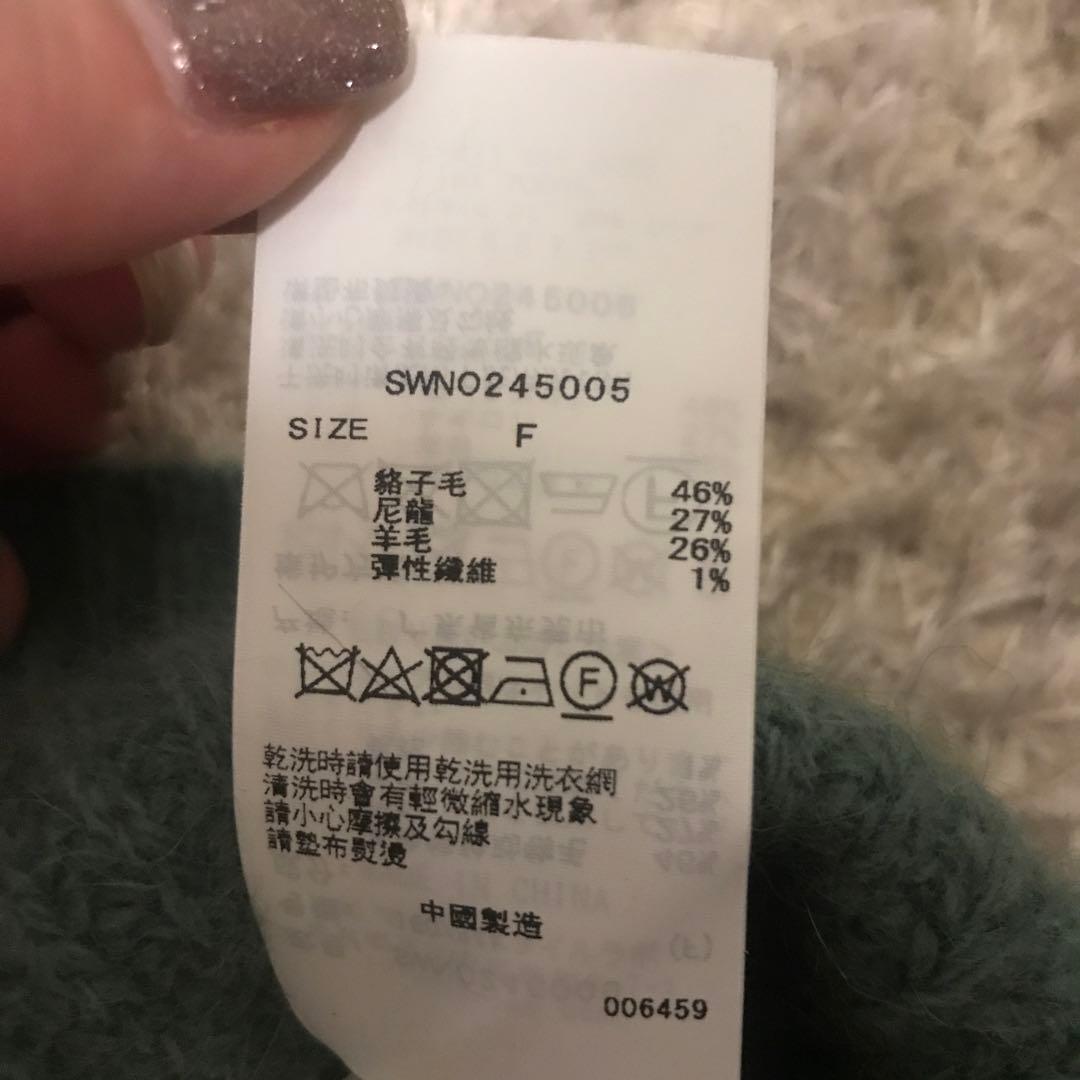 SWNO245005
SIZE F
貉子毛 46%
尼龍 27%
羊毛 26%
彈性纖維 1%
F W
乾洗時請使用乾洗用洗衣網
清洗時會有輕微縮水現象
請小心摩擦及勾線
請墊布熨燙
中國製造
006459